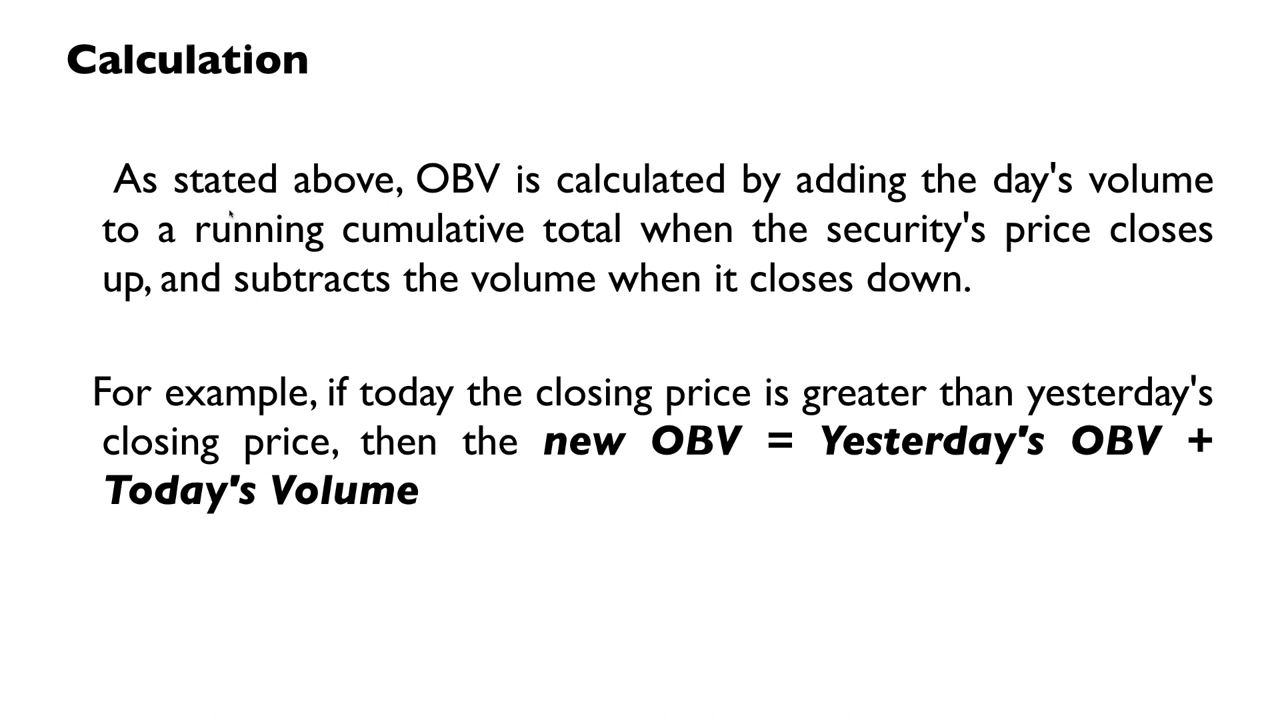 Calculation
As stated above, OBV is calculated by adding the day's volume
to a running cumulative total when the security's price closes
up, and subtracts the volume when it closes down.
For example, if today the closing price is greater than yesterday's
closing price, then the new OBV = Yesterday's OBV +
Today's Volume